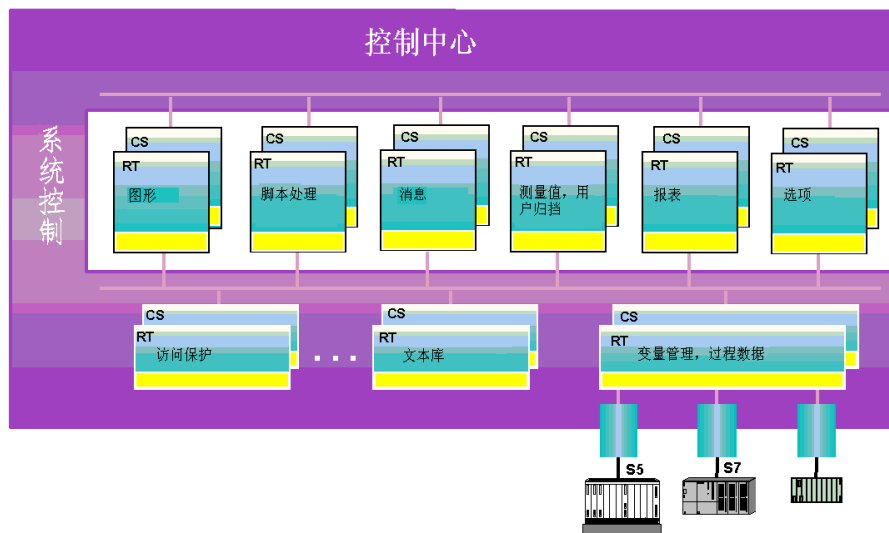 控制中心
系统控制
CS
RT
图形
CS
RT
脚本处理
CS
RT
消息
CS
RT
测量值，用
户归挡
CS
RT
报表
CS
RT
选项
CS
RT
访问保护
...
CS
RT
文本库
CS
RT
变量管理，过程数据
S5
S7